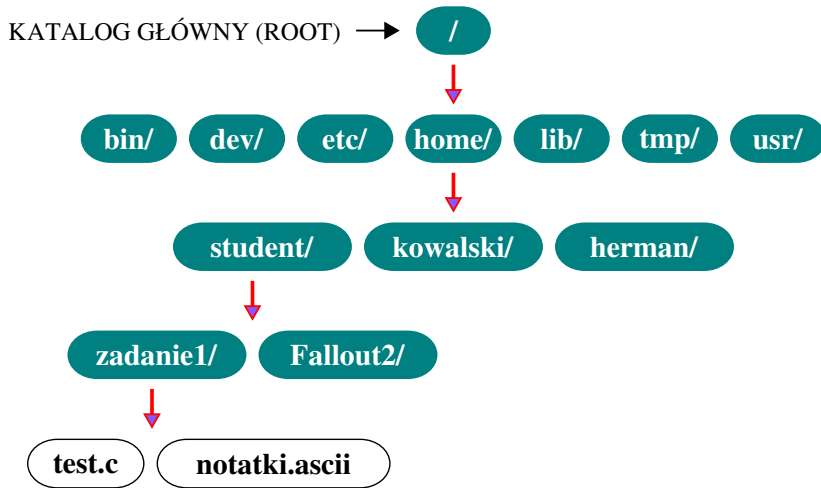 KATALOG GŁÓWNY (ROOT) /
bin/ dev/ etc/ home/ lib/ tmp/ usr/
student/ kowalski/ herman/
zadanie1/ Fallout2/
test.c notatki.ascii